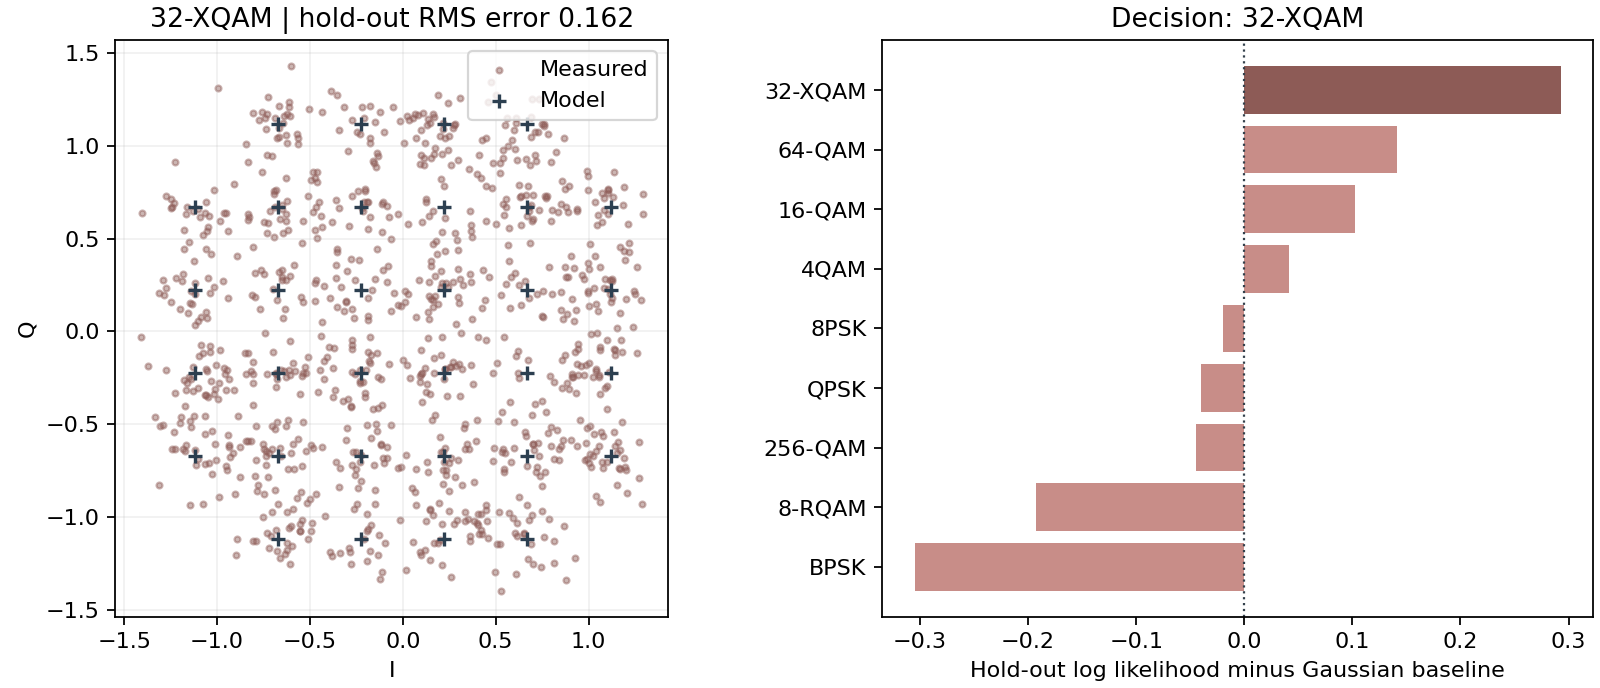 32-XQAM | hold-out RMS error 0.162
Measured
Model
1.5
1.0
0.5
0.0
−0.5
−1.0
−1.5
Q
−1.5
−1.0
−0.5
0.0
0.5
1.0
I
Decision: 32-XQAM
32-XQAM
64-QAM
16-QAM
4QAM
8PSK
QPSK
256-QAM
8-RQAM
BPSK
−0.3
−0.2
−0.1
0.0
0.1
0.2
0.3
Hold-out log likelihood minus Gaussian baseline